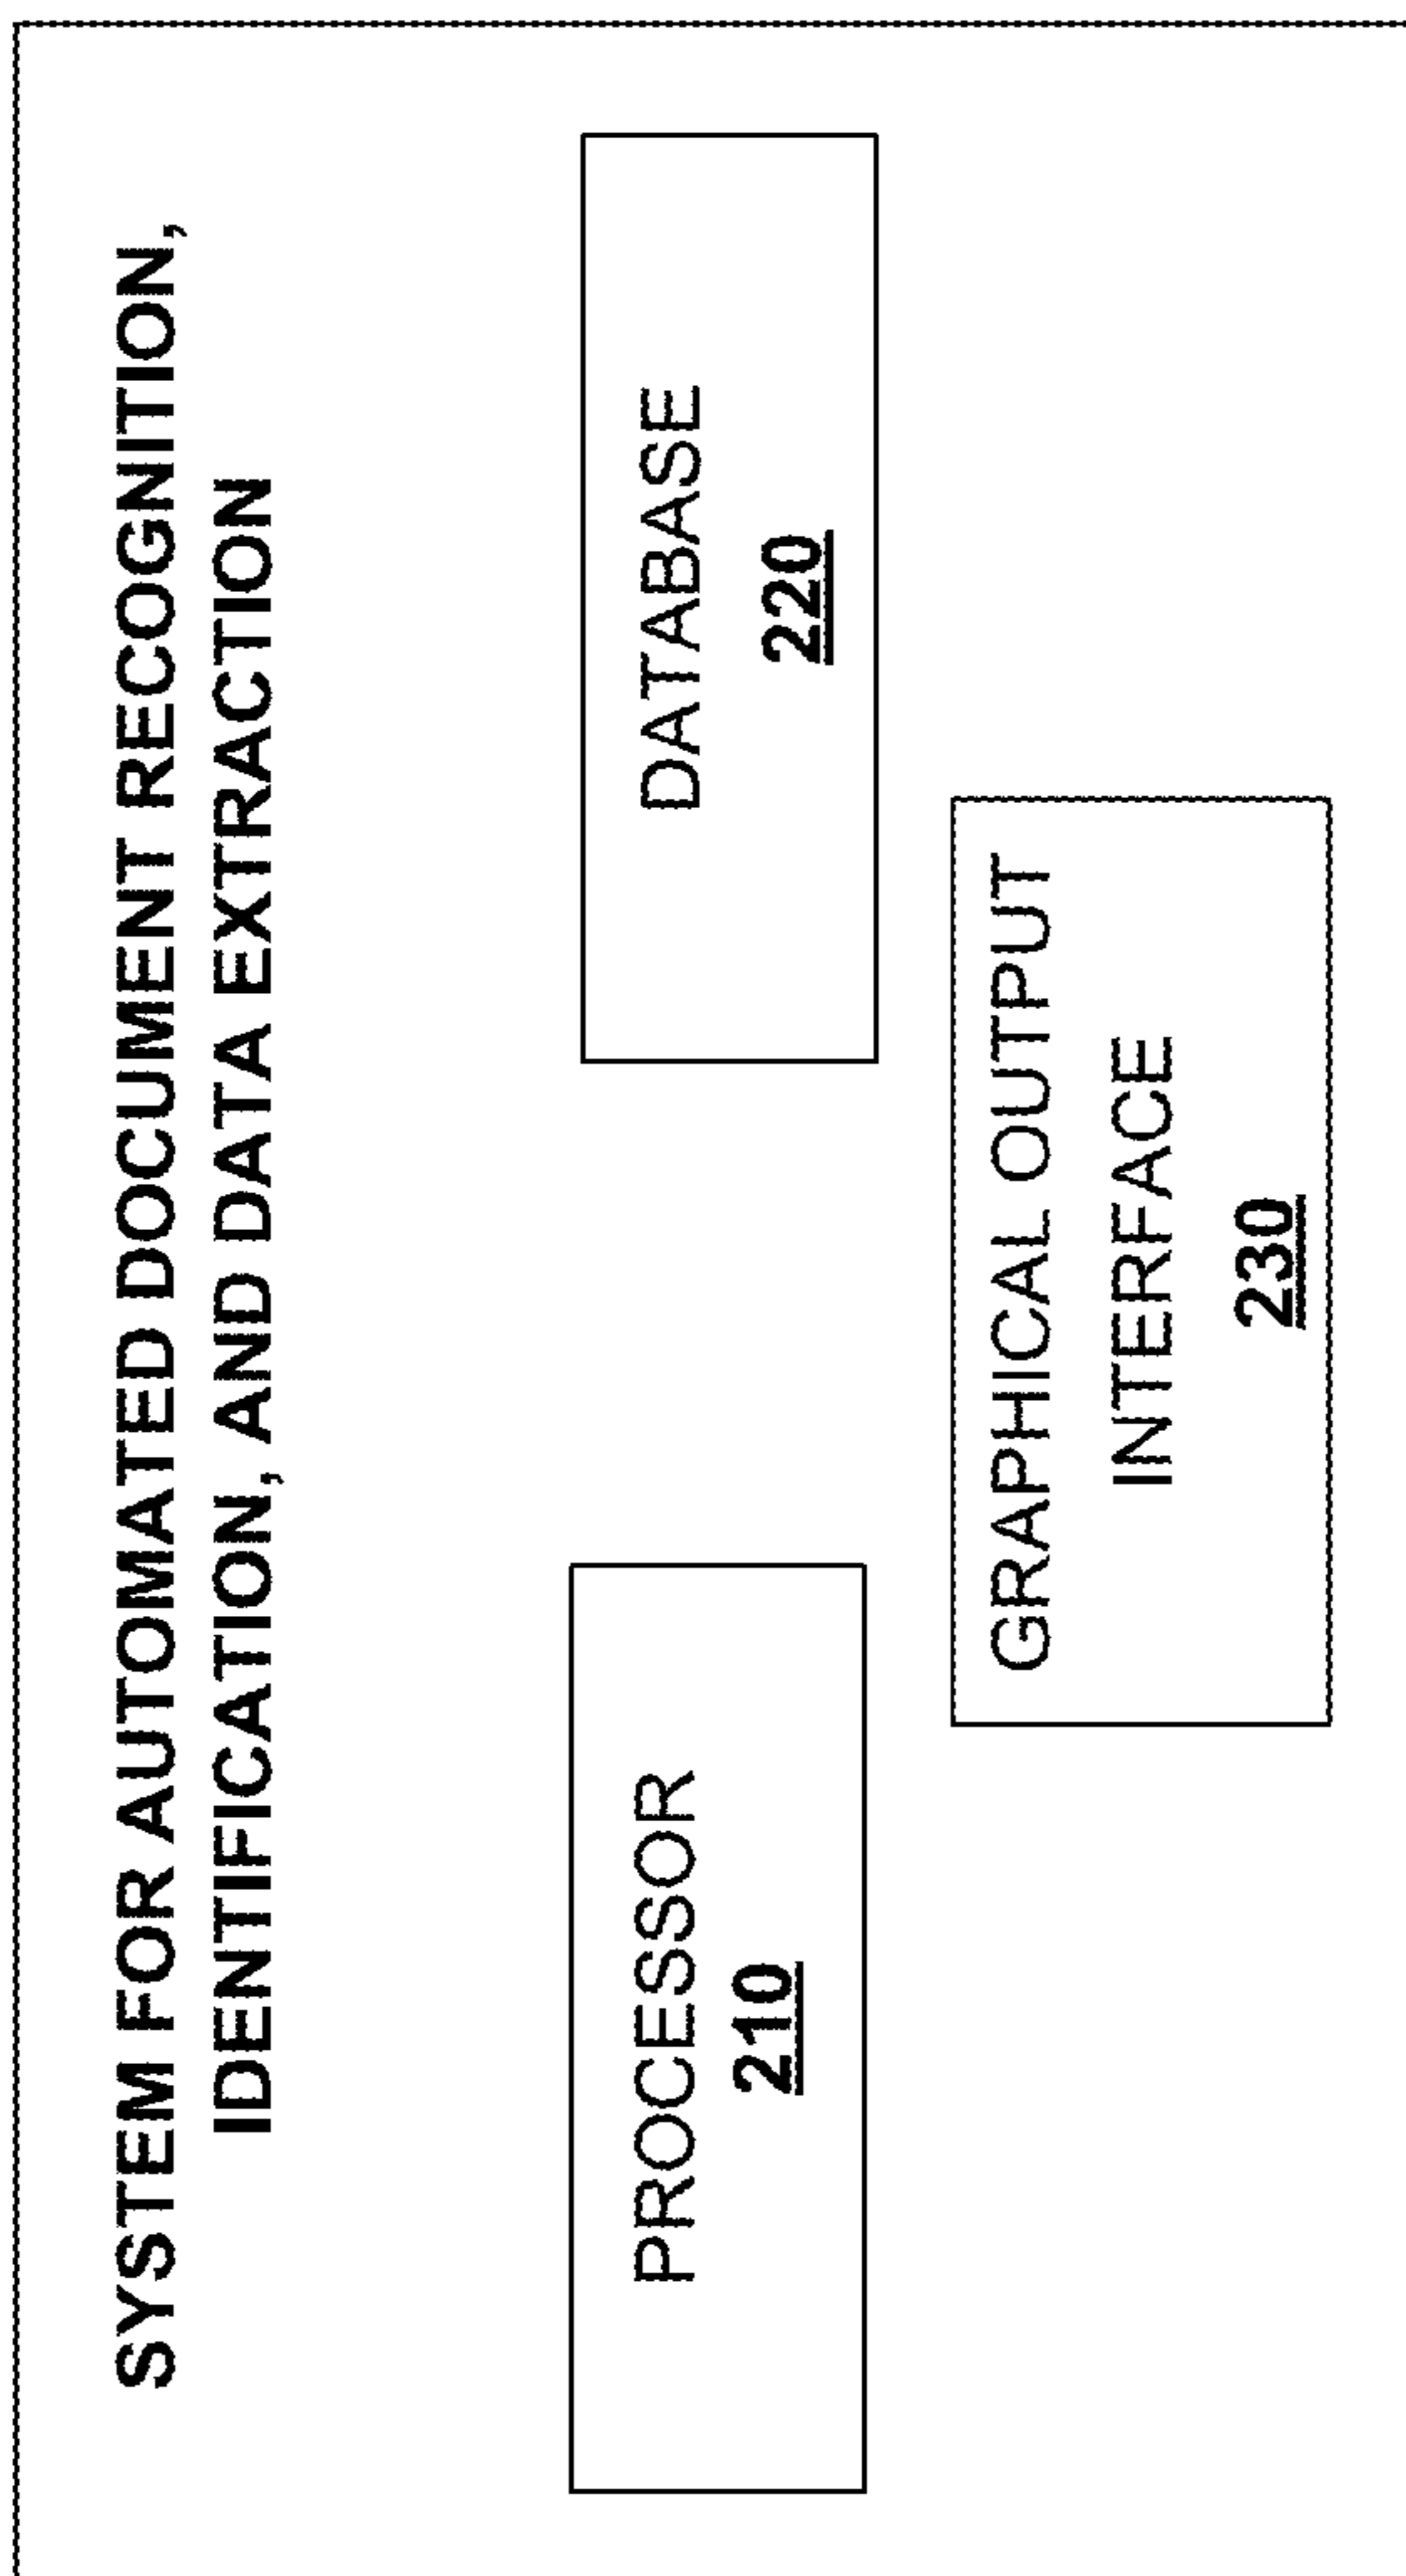 SYSTEM FOR AUTOMATED DOCUMENT RECOGNITION,
IDENTIFICATION, AND DATA EXTRACTION
PROCESSOR
210
DATABASE
220
GRAPHICAL OUTPUT
INTERFACE
230